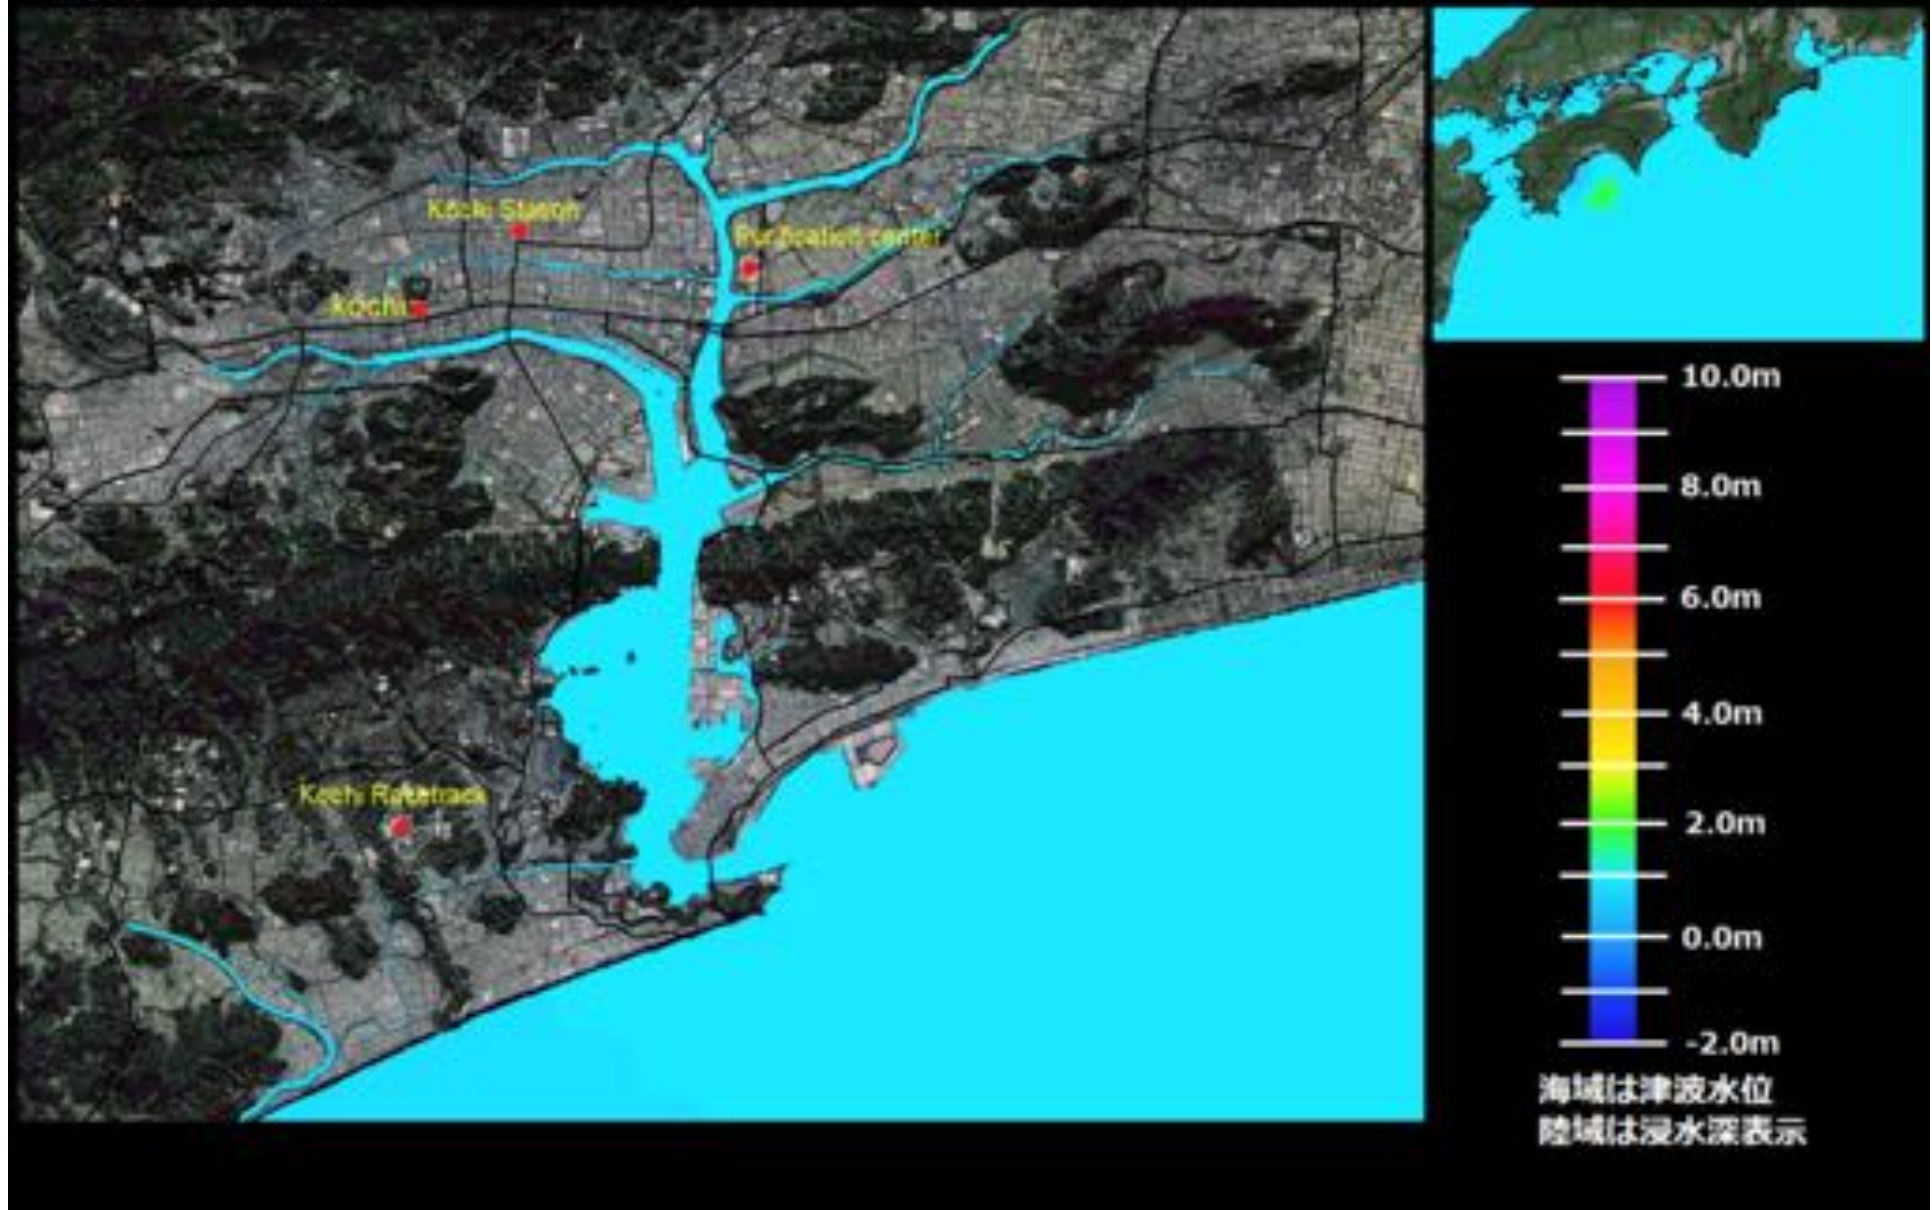 Kochi Station
Purification center
Kochi
Kochi Racetrack
10.0m
8.0m
6.0m
4.0m
2.0m
0.0m
-2.0m
海域は津波水位
陸域は浸水深表示